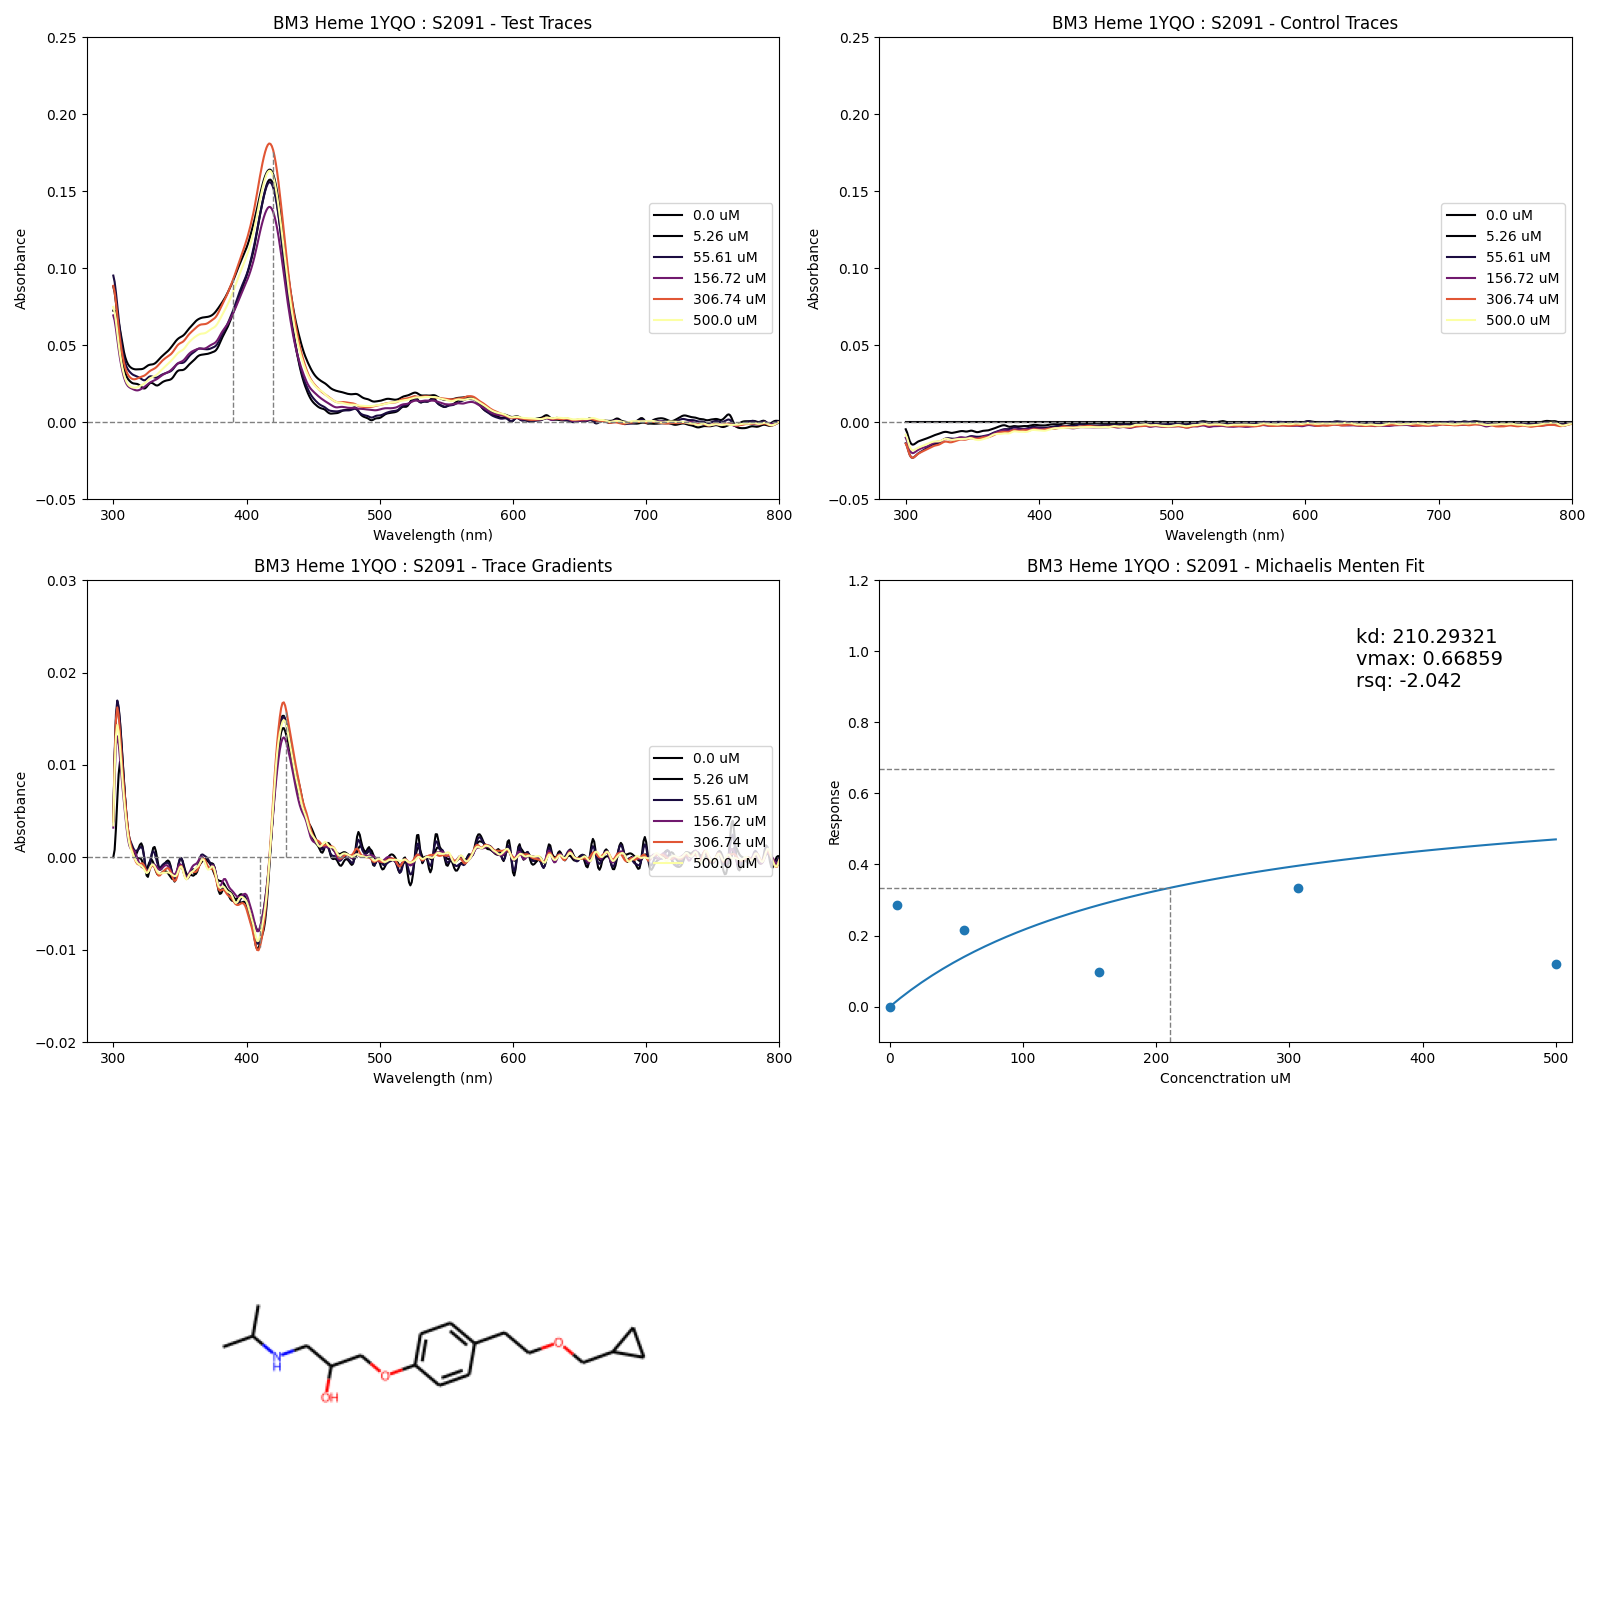 BM3 Heme 1YQO : S2091 - Test Traces
0.25
0.20
0.15
0.10
0.05
0.00
−0.05
Absorbance
300
400
500
600
700
800
Wavelength (nm)
0.0 uM
5.26 uM
55.61 uM
156.72 uM
306.74 uM
500.0 uM
BM3 Heme 1YQO : S2091 - Control Traces
0.25
0.20
0.15
0.10
0.05
0.00
−0.05
Absorbance
300
400
500
600
700
800
Wavelength (nm)
0.0 uM
5.26 uM
55.61 uM
156.72 uM
306.74 uM
500.0 uM
BM3 Heme 1YQO : S2091 - Trace Gradients
0.03
0.02
0.01
0.00
−0.01
−0.02
Absorbance
300
400
500
600
700
800
Wavelength (nm)
0.0 uM
5.26 uM
55.61 uM
156.72 uM
306.74 uM
500.0 uM
BM3 Heme 1YQO : S2091 - Michaelis Menten Fit
1.2
1.0
0.8
0.6
0.4
0.2
0.0
Response
0
100
200
300
400
500
Concenctration uM
kd: 210.29321
vmax: 0.66859
rsq: -2.042
N
H
OH
O
O